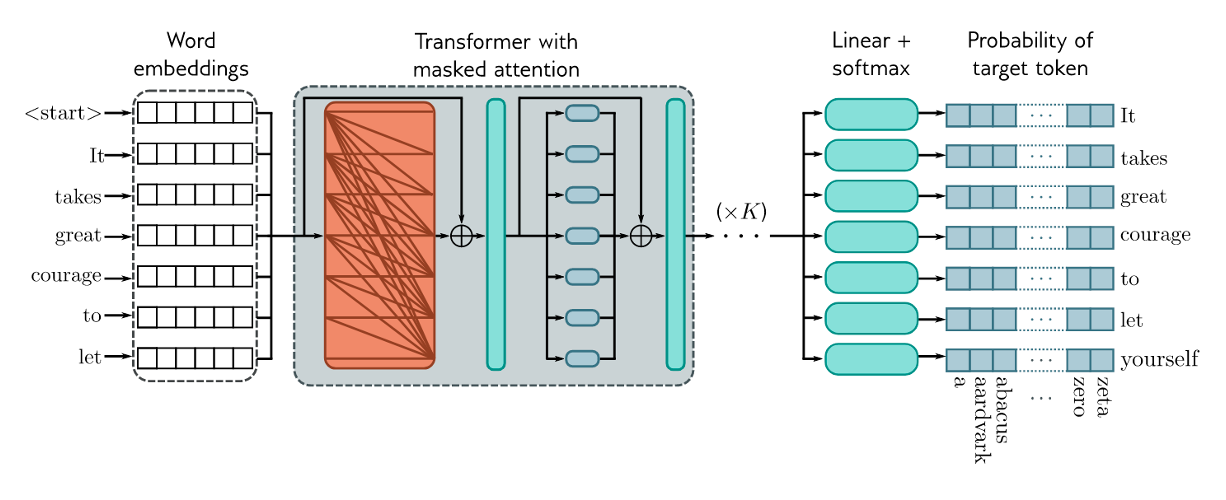 Word
embeddings
Transformer with
masked attention
Linear +
softmax
Probability of
target token
<start>
It
takes
great
courage
to
let
(×K)
· · ·
It
takes
great
courage
to
let
yourself
· · ·
· · ·
· · ·
· · ·
· · ·
· · ·
· · ·
a
aardvark
abacus
· · ·
zero
zeta